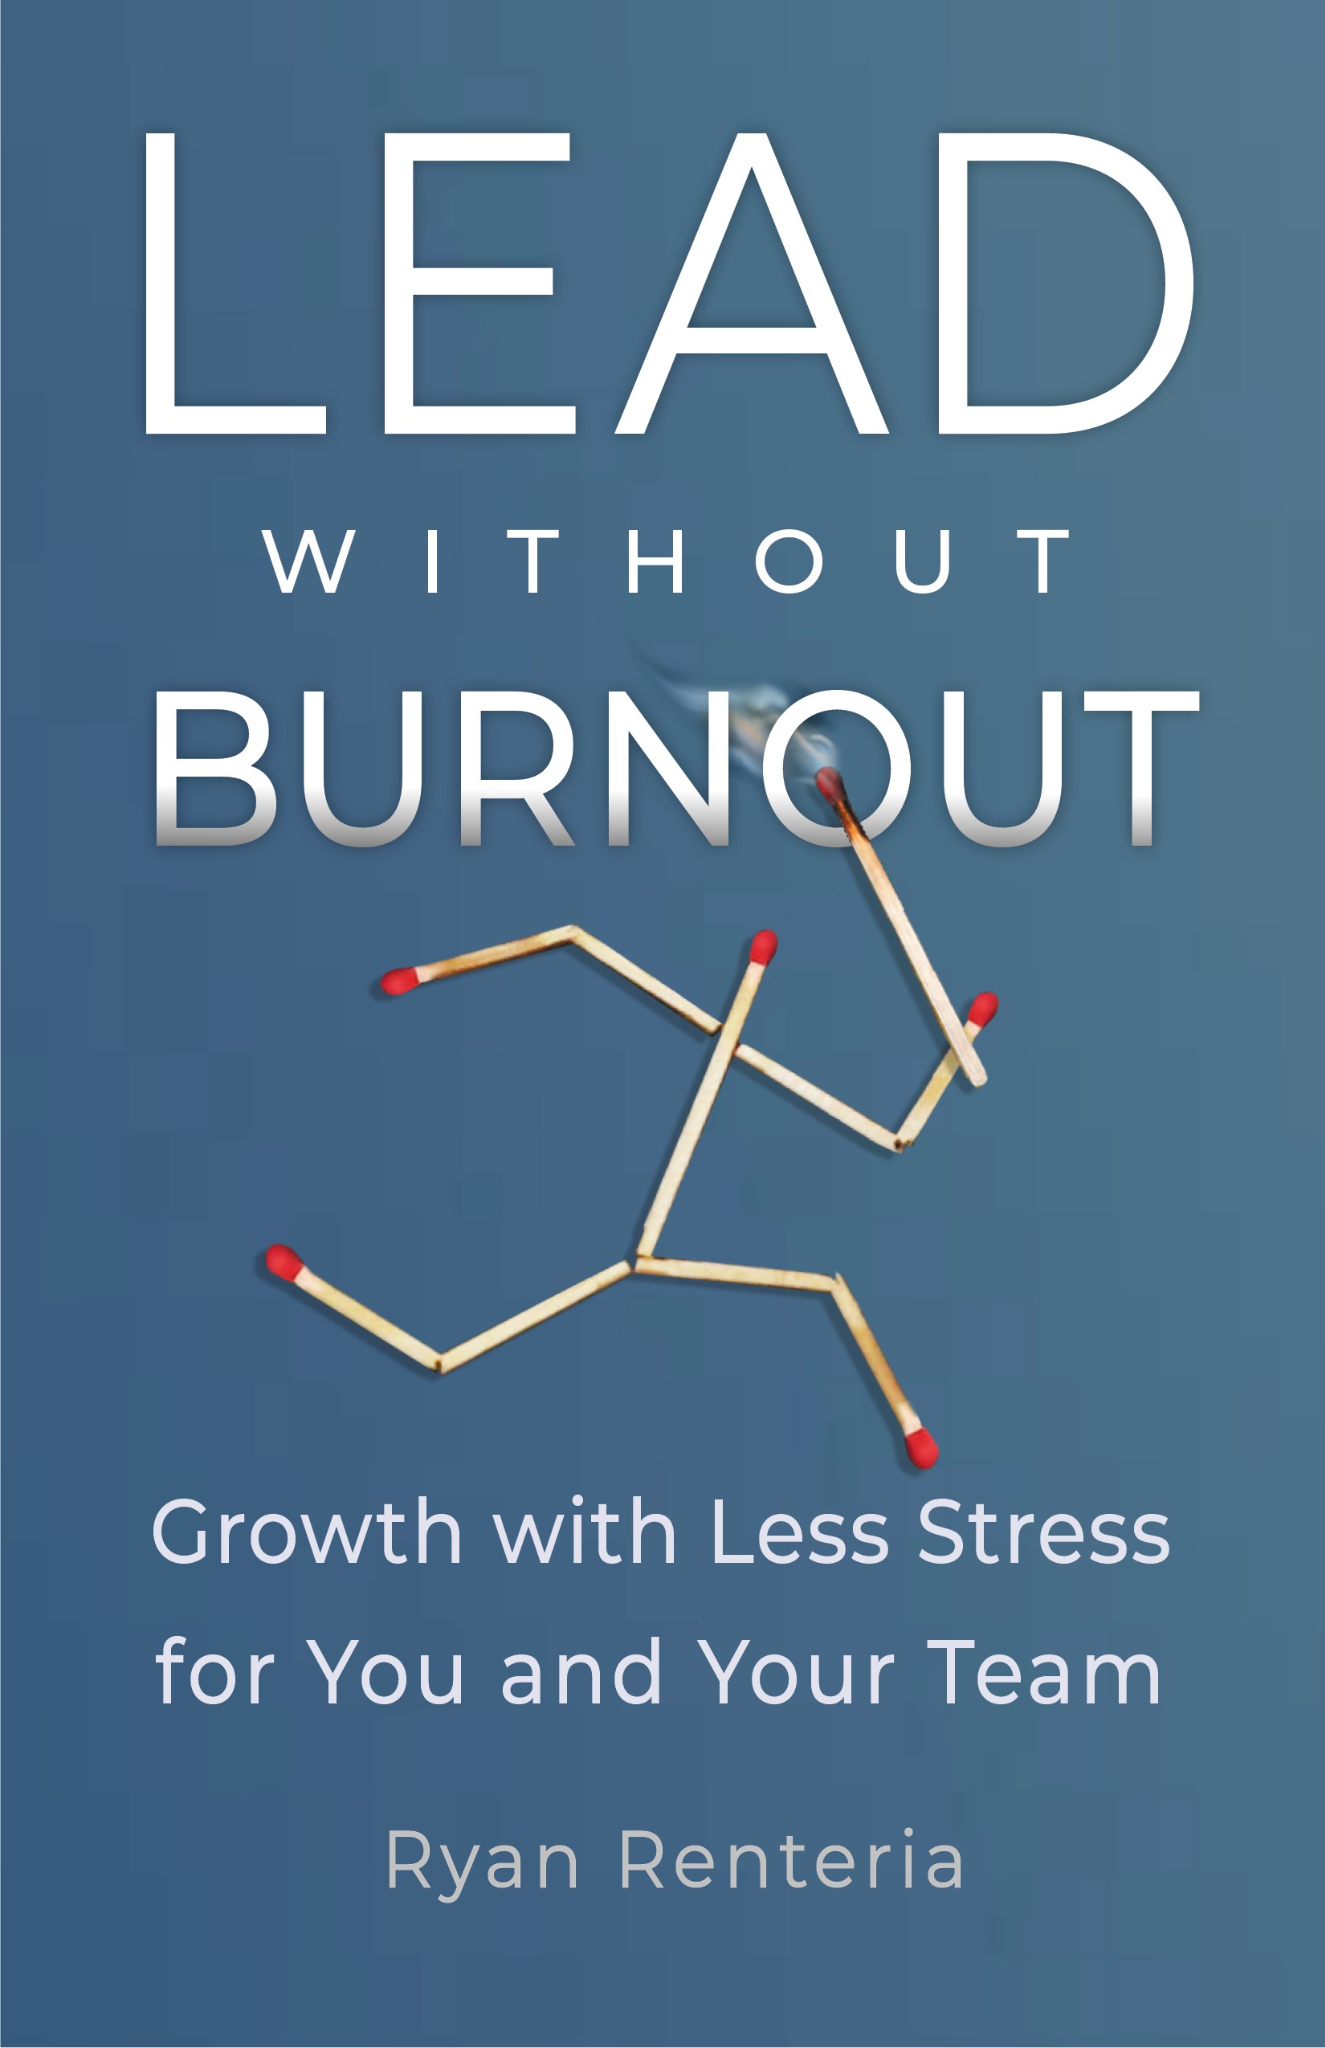 LEAD
WITHOUT
BURNOUT
Growth with Less Stress
for You and Your Team
Ryan Renteria